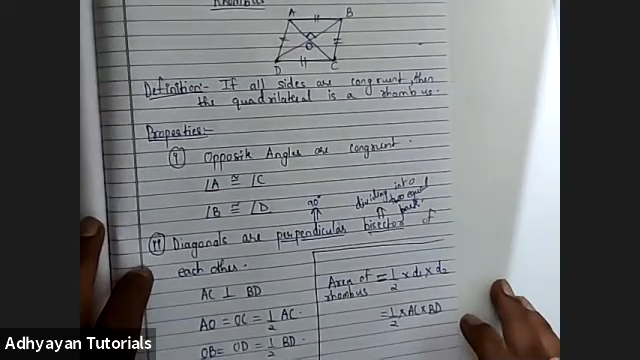 Rhombus
A B
O
D C
Definition:- If all sides are congruent, then
the quadrilateral is a rhombus.
Properties:-
(i) Opposite Angles are congruent.
∠A ≅ ∠C
∠B ≅ ∠D
90°
dividing into
two equal
part.
(ii) Diagonals are perpendicular bisector of
each other.
AC ⊥ BD
AO = OC = 1/2 AC.
OB = OD = 1/2 BD.
Area of rhombus = 1/2 × d1 × d2
= 1/2 × AC × BD
Adhyayan Tutorials